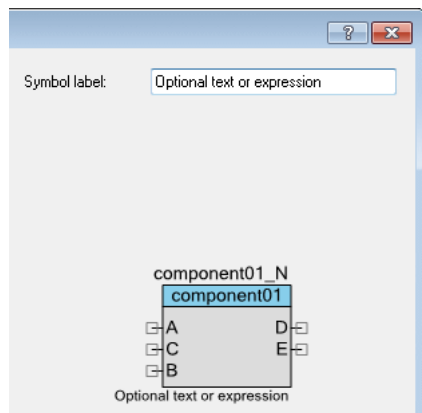 ?
Symbol label: Optional text or expression
component01_N
component01
A D
C E
B
Optional text or expression